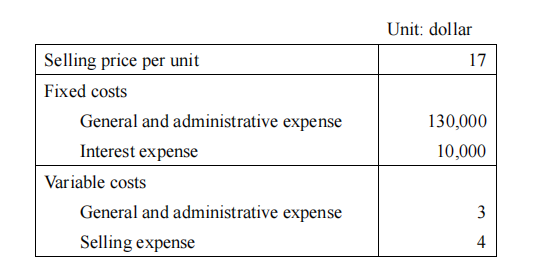 Unit: dollar
Selling price per unit 17
Fixed costs
General and administrative expense 130,000
Interest expense 10,000
Variable costs
General and administrative expense 3
Selling expense 4